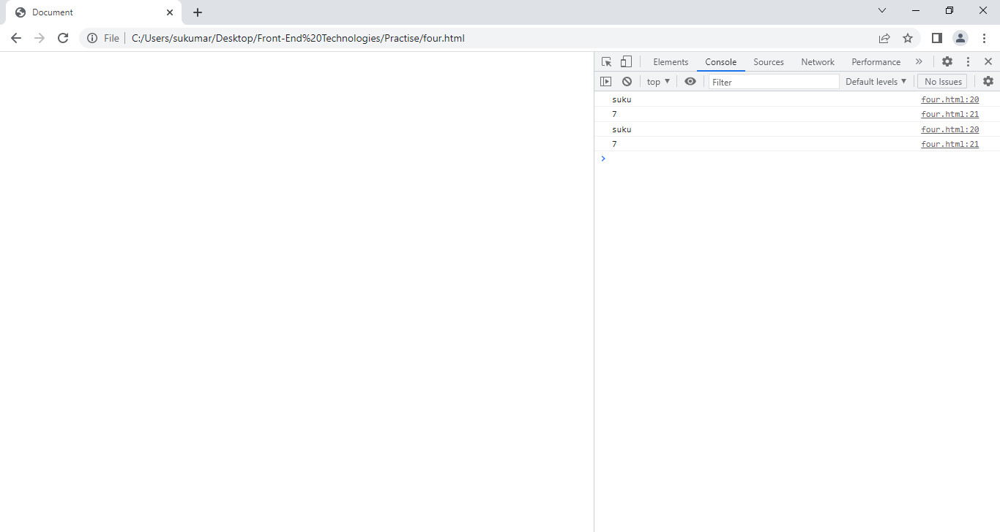 Document
File C:/Users/sukumar/Desktop/Front-End%20Technologies/Practise/four.html
Elements Console Sources Network Performance »
top ▼ Filter Default levels ▼ No Issues
suku four.html:20
7 four.html:21
suku four.html:20
7 four.html:21
>